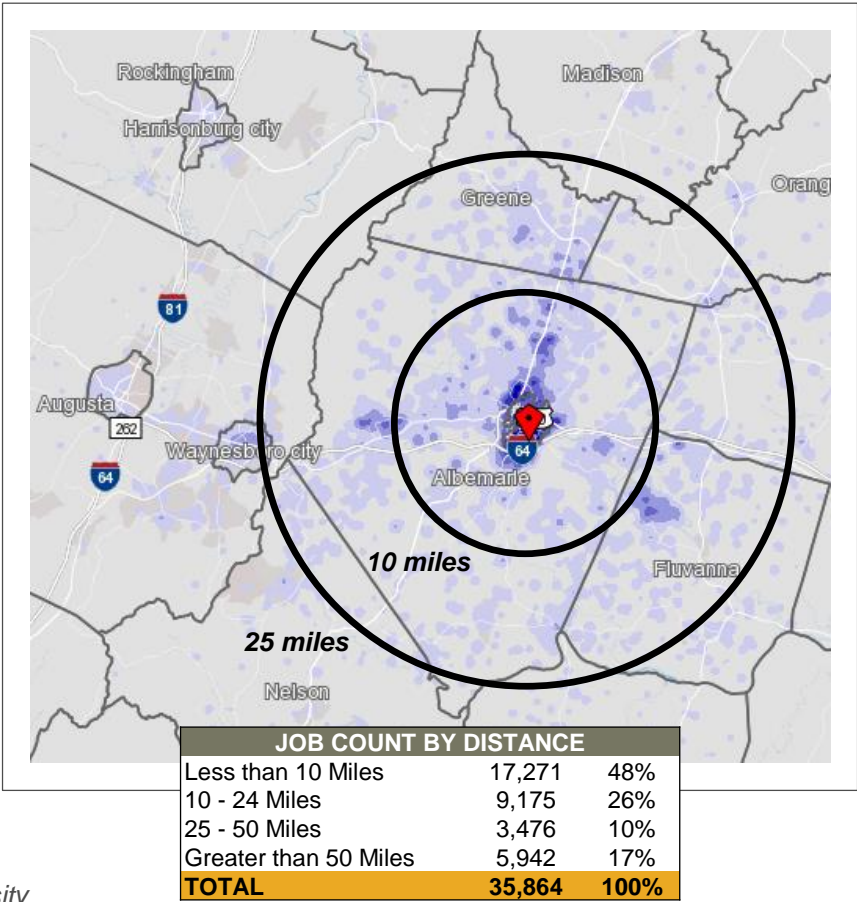 Rockingham
Madison
Harrisonburg city
Orang
Greene
81
Augusta
262
Waynesboro city
64
64
Albemarle
10 miles
Fluvanna
25 miles
Nelson
JOB COUNT BY DISTANCE
Less than 10 Miles 17,271 48%
10 - 24 Miles 9,175 26%
25 - 50 Miles 3,476 10%
Greater than 50 Miles 5,942 17%
TOTAL 35,864 100%
city